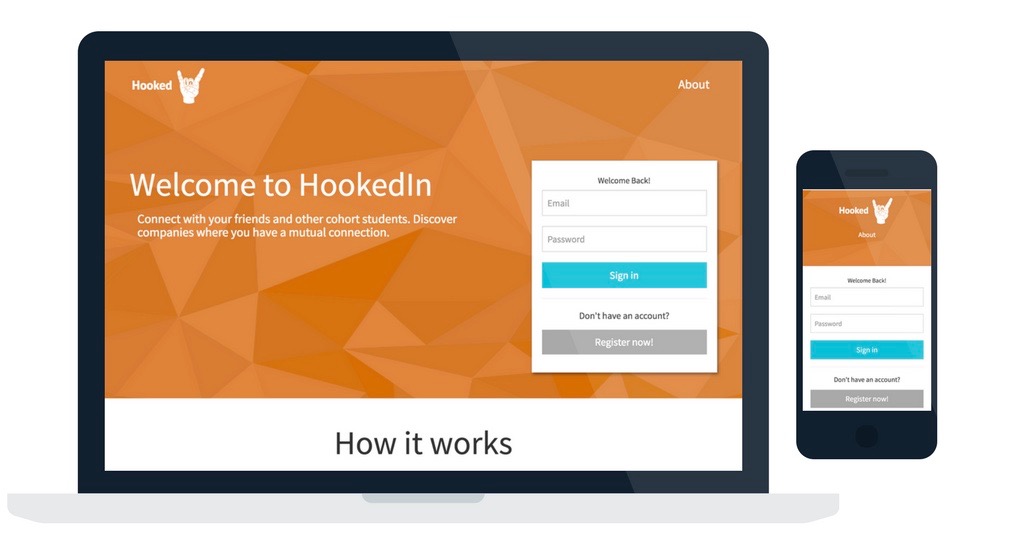 Hooked
IN
About
Welcome to HookedIn
Connect with your friends and other cohort students. Discover
companies where you have a mutual connection.
Welcome Back!
Email
Password
Sign in
Don't have an account?
Register now!
How it works
Hooked
About
Welcome Back!
Email
Password
Sign in
Don't have an account?
Register now!